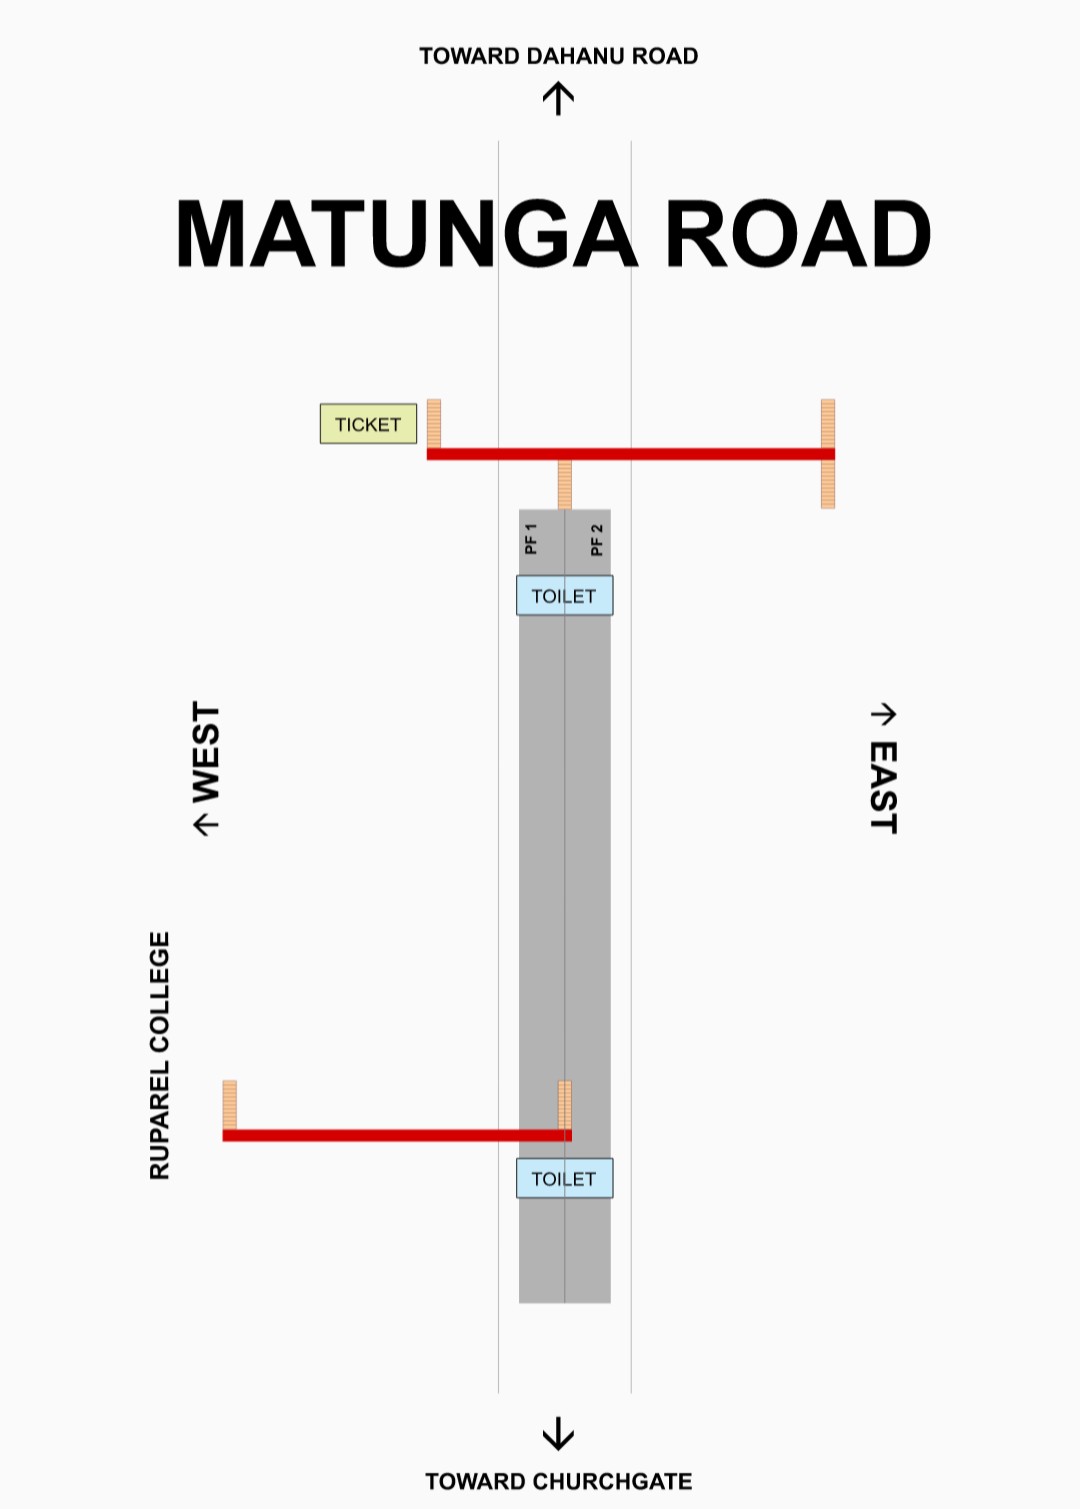 TOWARD DAHANU ROAD
↑
MATUNGA ROAD
TICKET
PF 1
PF 2
TOILET
↑ WEST
→ EAST
RUPAREL COLLEGE
TOILET
↓
TOWARD CHURCHGATE